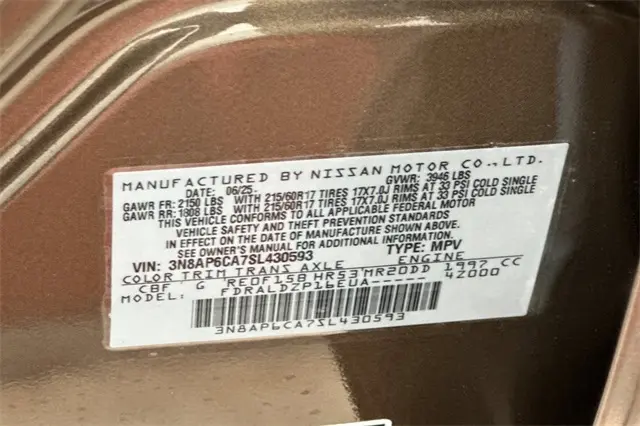 MANUFACTURED BY NISSAN MOTOR CO., LTD.
DATE: 06/25. GVWR: 3946 LBS
GAWR FR: 2150 LBS W/ 215/60R17 TIRES 17X7.0J RIMS AT 33 PSI COLD SINGLE
GAWR RR: 1808 LBS W/ 215/60R17 TIRES 17X7.0J RIMS AT 33 PSI COLD SINGLE
THIS VEHICLE CONFORMS TO ALL APPLICABLE FEDERAL MOTOR
VEHICLE SAFETY AND THEFT PREVENTION STANDARDS
IN EFFECT ON THE DATE OF MANUFACTURE SHOWN ABOVE.
SEE OWNER'S MANUAL FOR ADDITIONAL INFORMATION.
VIN: 3N8AP6CA7SL430593 TYPE: MPV
COLOR TRIM TRANS AXLE ENGINE
CBF G RE0F15B HR53 MR20DD 1997 CC
MODEL: FDRALDZP16EUA- 42000
3N8AP6CA7SL430593